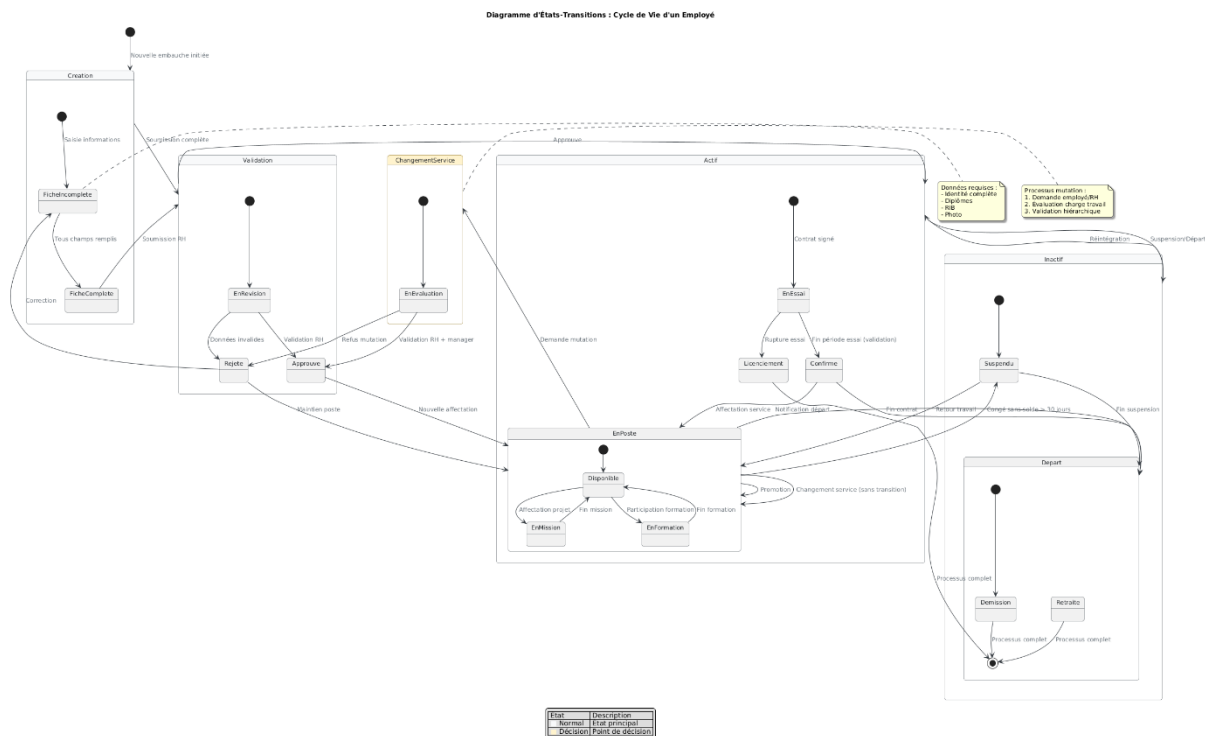 Diagramme d'États-Transitions : Cycle de Vie d'un Employé
Nouvelle embauche initiée
Creation
Saisie informations
FicheIncomplete
Tous champs remplis
FicheComplete
Correction
complète
Soumission RH
Approuvé
Validation
EnRevision
Données invalides
Validation RH
Rejete
Approuve
ChangementService
EnEvaluation
Refus mutation
Validation RH + manager
Maintien poste
Nouvelle affectation
Demande mutation
Actif
Contrat signé
EnEssai
Rupture essai
Fin période essai (validation)
Licenciement
Confirme
Affectation service
Notification départ
Fin contrat
Retour travail
Congé sans solde > 30 jours
Fin suspension
EnPoste
Disponible
Affectation projet
Fin mission
Participation formation
Fin formation
EnMission
EnFormation
Promotion
Changement service (sans transition)
Données requises :
- Identité complète
- Diplômes
- RIB
- Photo
Processus mutation :
1. Demande employé/RH
2. Evaluation charge travail
3. Validation hiérarchique
Réintégration
Suspension/Départ
Inactif
Suspendu
Depart
Demission
Retraite
Processus complet
Processus complet
Processus complet
Etat
Description
Normal
Etat principal
Décision
Point de décision